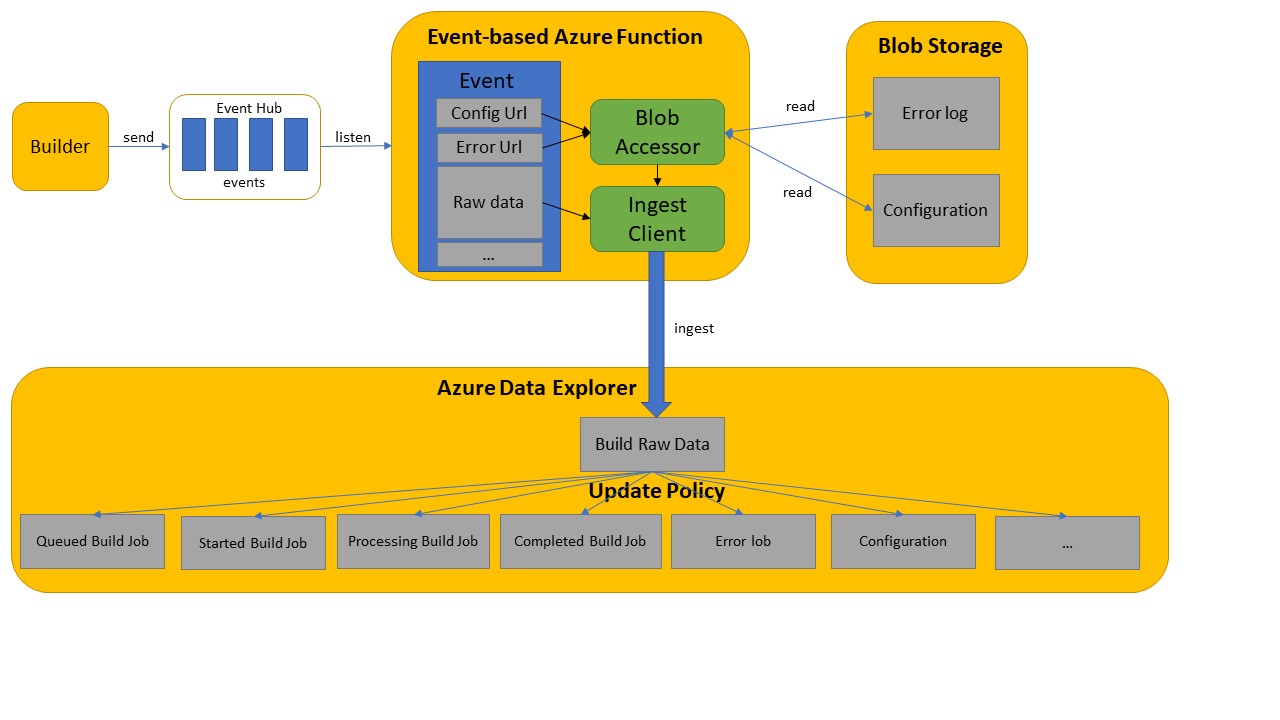 Event-based Azure Function
Blob Storage
Event
Config Url
Error Url
Raw data
...
Blob
Accessor
Ingest
Client
Builder
send
Event Hub
events
listen
read
read
Error log
Configuration
ingest
Azure Data Explorer
Build Raw Data
Update Policy
Queued Build Job
Started Build Job
Processing Build Job
Completed Build Job
Error lob
Configuration
...